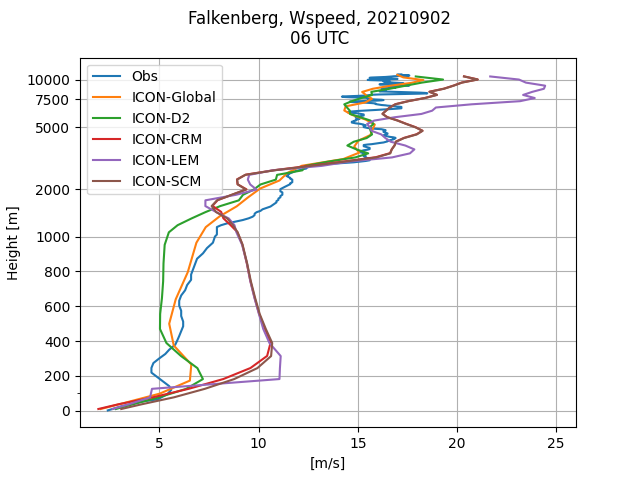 Falkenberg, Wspeed, 20210902
06 UTC
Obs
ICON-Global
ICON-D2
ICON-CRM
ICON-LEM
ICON-SCM
10000
7500
5000
2000
1000
800
600
400
200
0
Height [m]
5 10 15 20 25
[m/s]